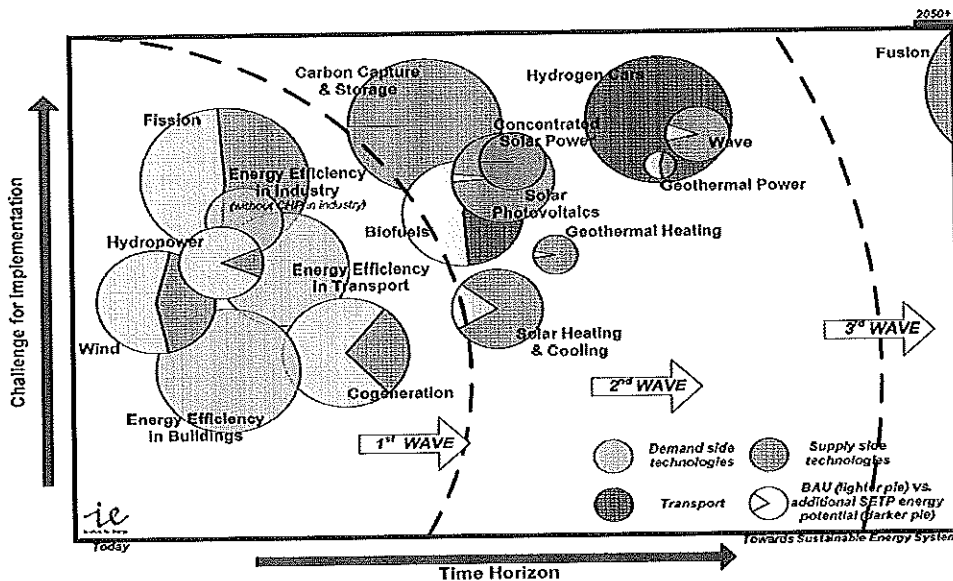 2050+
Fusion
Carbon Capture
& Storage
Hydrogen Cars
Fission
Concentrated
Solar Power
Wave
Energy Efficiency
in Industry
(without CHP in industry)
Geothermal Power
Solar
Photovoltaics
Biofuels
Geothermal Heating
Hydropower
Energy Efficiency
in Transport
Wind
Solar Heating
& Cooling
3rd WAVE
2nd WAVE
Cogeneration
Energy Efficiency
in Buildings
1st WAVE
Demand side
technologies
Supply side
technologies
Transport
BAU (lighter pie) vs.
additional SETP energy
potential (darker pie)
ie
Today
Towards Sustainable Energy System
Time Horizon
Challenge for Implementation